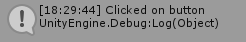 [18:29:44] Clicked on button
UnityEngine.Debug:Log(Object)